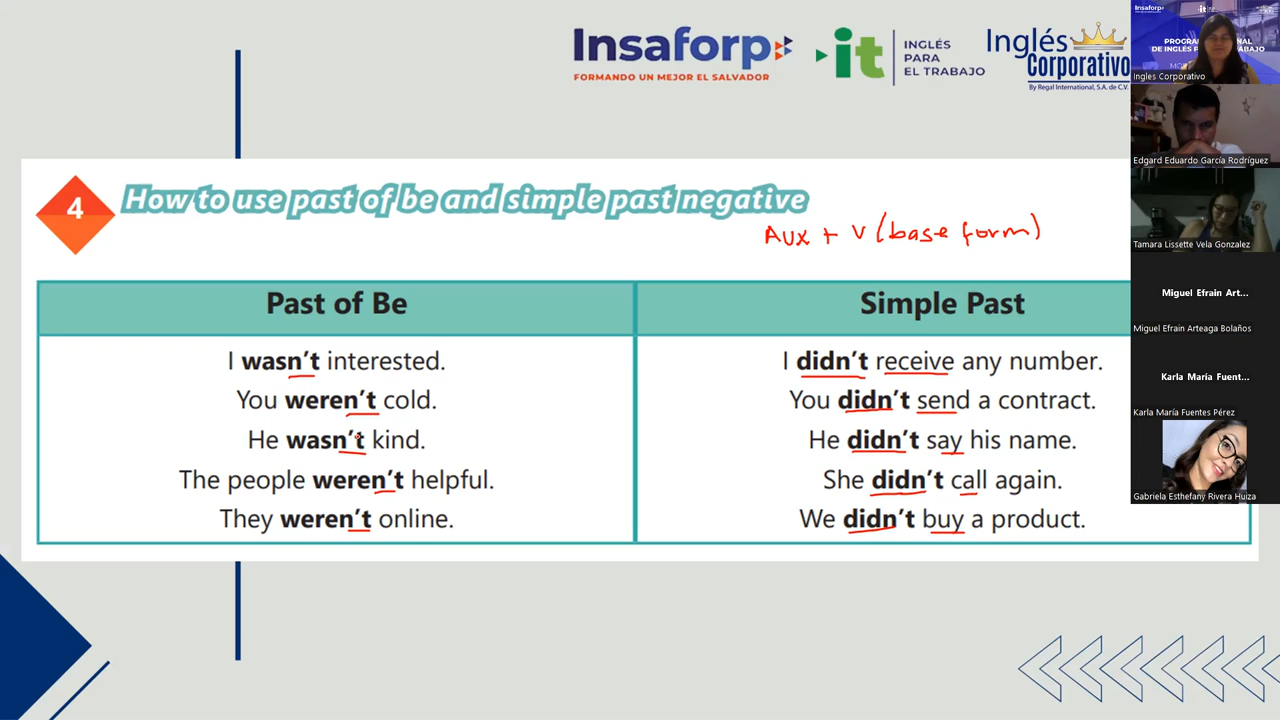 Insaforp
FORMANDO UN MEJOR EL SALVADOR
it
INGLÉS
PARA
EL TRABAJO
Inglés
Corporativo
By Regal International, S.A. de C.V.
4
How to use past of be and simple past negative
Aux + V (base form)
Past of Be
Simple Past
I wasn't interested.
I didn't receive any number.
You weren't cold.
You didn't send a contract.
He wasn't kind.
He didn't say his name.
The people weren't helpful.
She didn't call again.
They weren't online.
We didn't buy a product.
Insaforp
it
Ingles Corporativo
Edgard Eduardo García Rodríguez
Tamara Lissette Vela Gonzalez
Miguel Efrain Art...
Miguel Efrain Arteaga Bolaños
Karla María Fuent...
Karla María Fuentes Pérez
Gabriela Esthefany Rivera Huiza